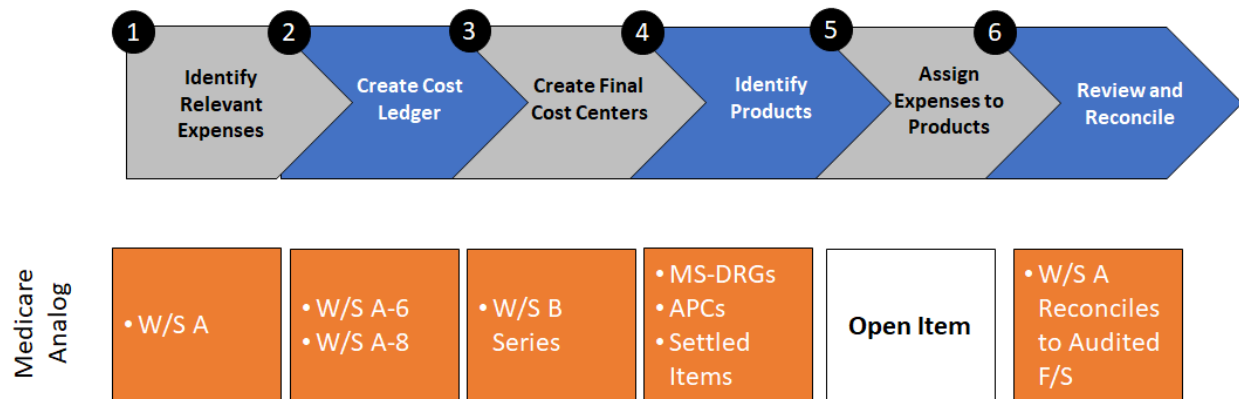 1
Identify
Relevant
Expenses
2
Create Cost
Ledger
3
Create Final
Cost Centers
4
Identify
Products
5
Assign
Expenses to
Products
6
Review and
Reconcile
Medicare
Analog
• W/S A
• W/S A-6
• W/S A-8
• W/S B
Series
• MS-DRGs
• APCs
• Settled
Items
Open Item
• W/S A
Reconciles
to Audited
F/S